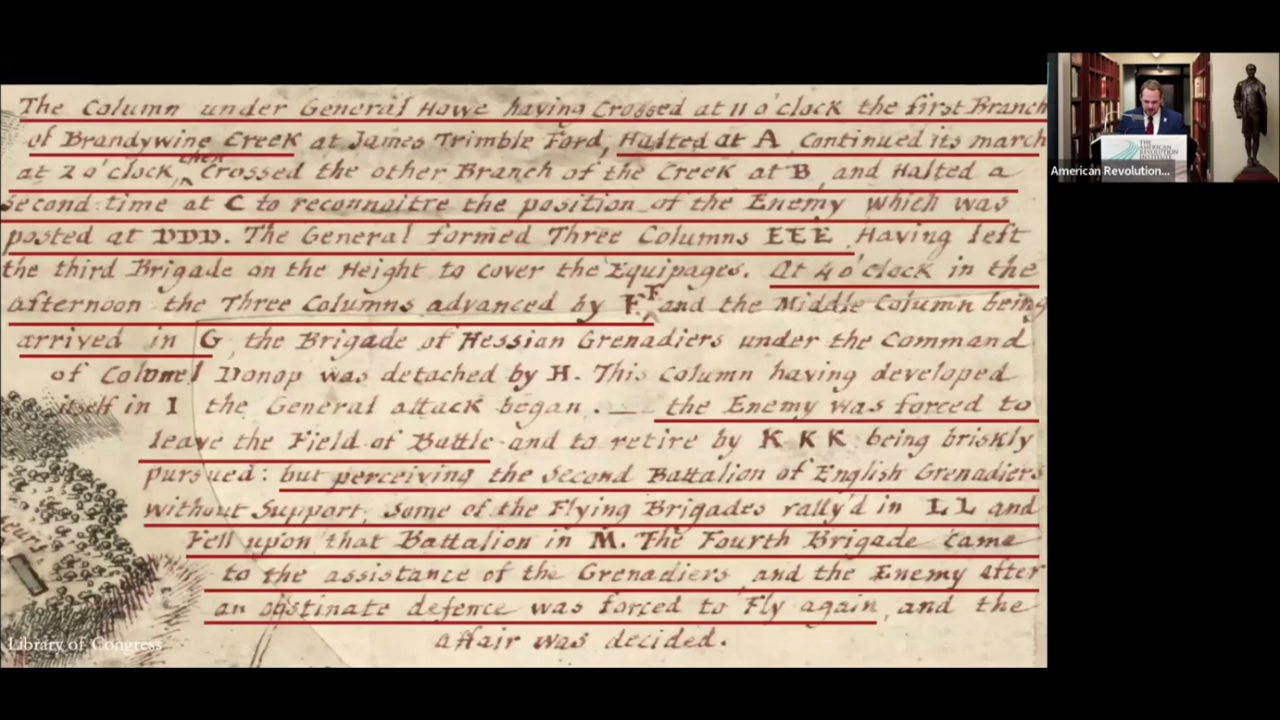 The Column under General Howe having Crossed at 11 o'clock the first Branch
of Brandywine Creek at James Trimble Ford, Halted at A, Continued its march
at 2 o'clock, then Crossed the other Branch of the Creek at B, and Halted a
Second time at C to reconnoitre the position of the Enemy which was
posted at DDD. The General formed Three Columns EEE, Having left
the third Brigade on the Height to cover the Equipages. At 4 o'clock in the
afternoon the Three Columns advanced by F,F and the Middle Column being
arrived in G, the Brigade of Hessian Grenadiers under the Command
of Colonel Donop was detached by H. This Column having developed
itself in I the General attack began. — the Enemy was forced to
leave the Field of Battle and to retire by K K K being briskly
pursued: but perceiving the Second Battalion of English Grenadiers
without Support, Some of the Flying Brigades rally'd in LL and
Fell upon that Battalion in M. The Fourth Brigade came
to the assistance of the Grenadiers, and the Enemy after
an obstinate defence was forced to Fly again, and the
affair was decided.
Library of Congress
THE
AMERICAN
REVOLUTION
INSTITUTE
American Revolution...